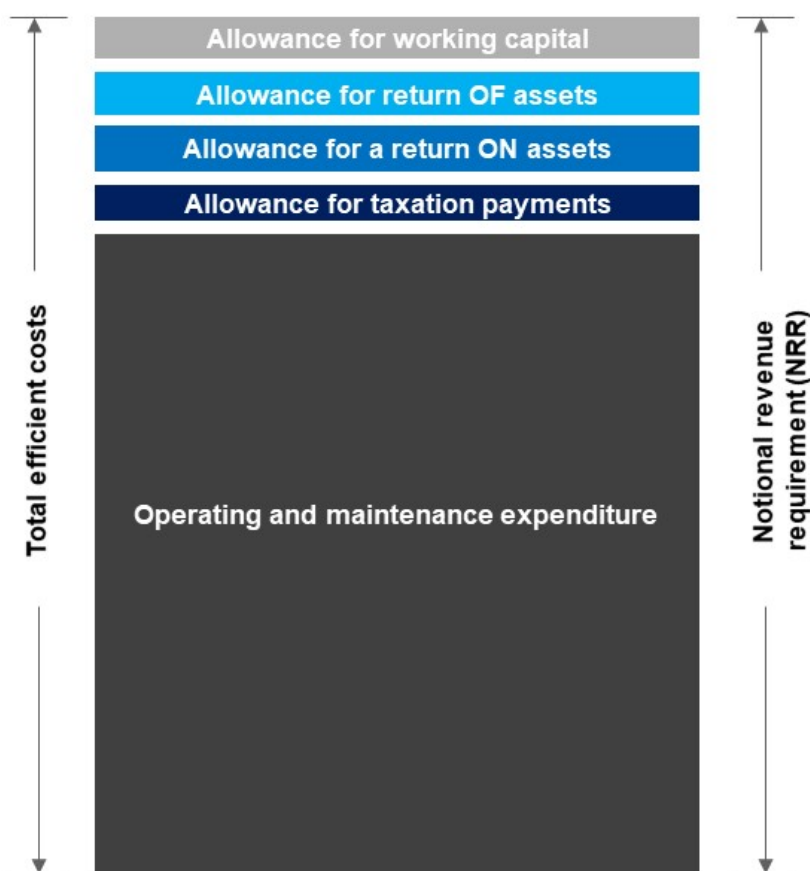 Allowance for working capital
Allowance for return OF assets
Allowance for a return ON assets
Allowance for taxation payments
Total efficient costs
Operating and maintenance expenditure
Notional revenue
requirement (NRR)